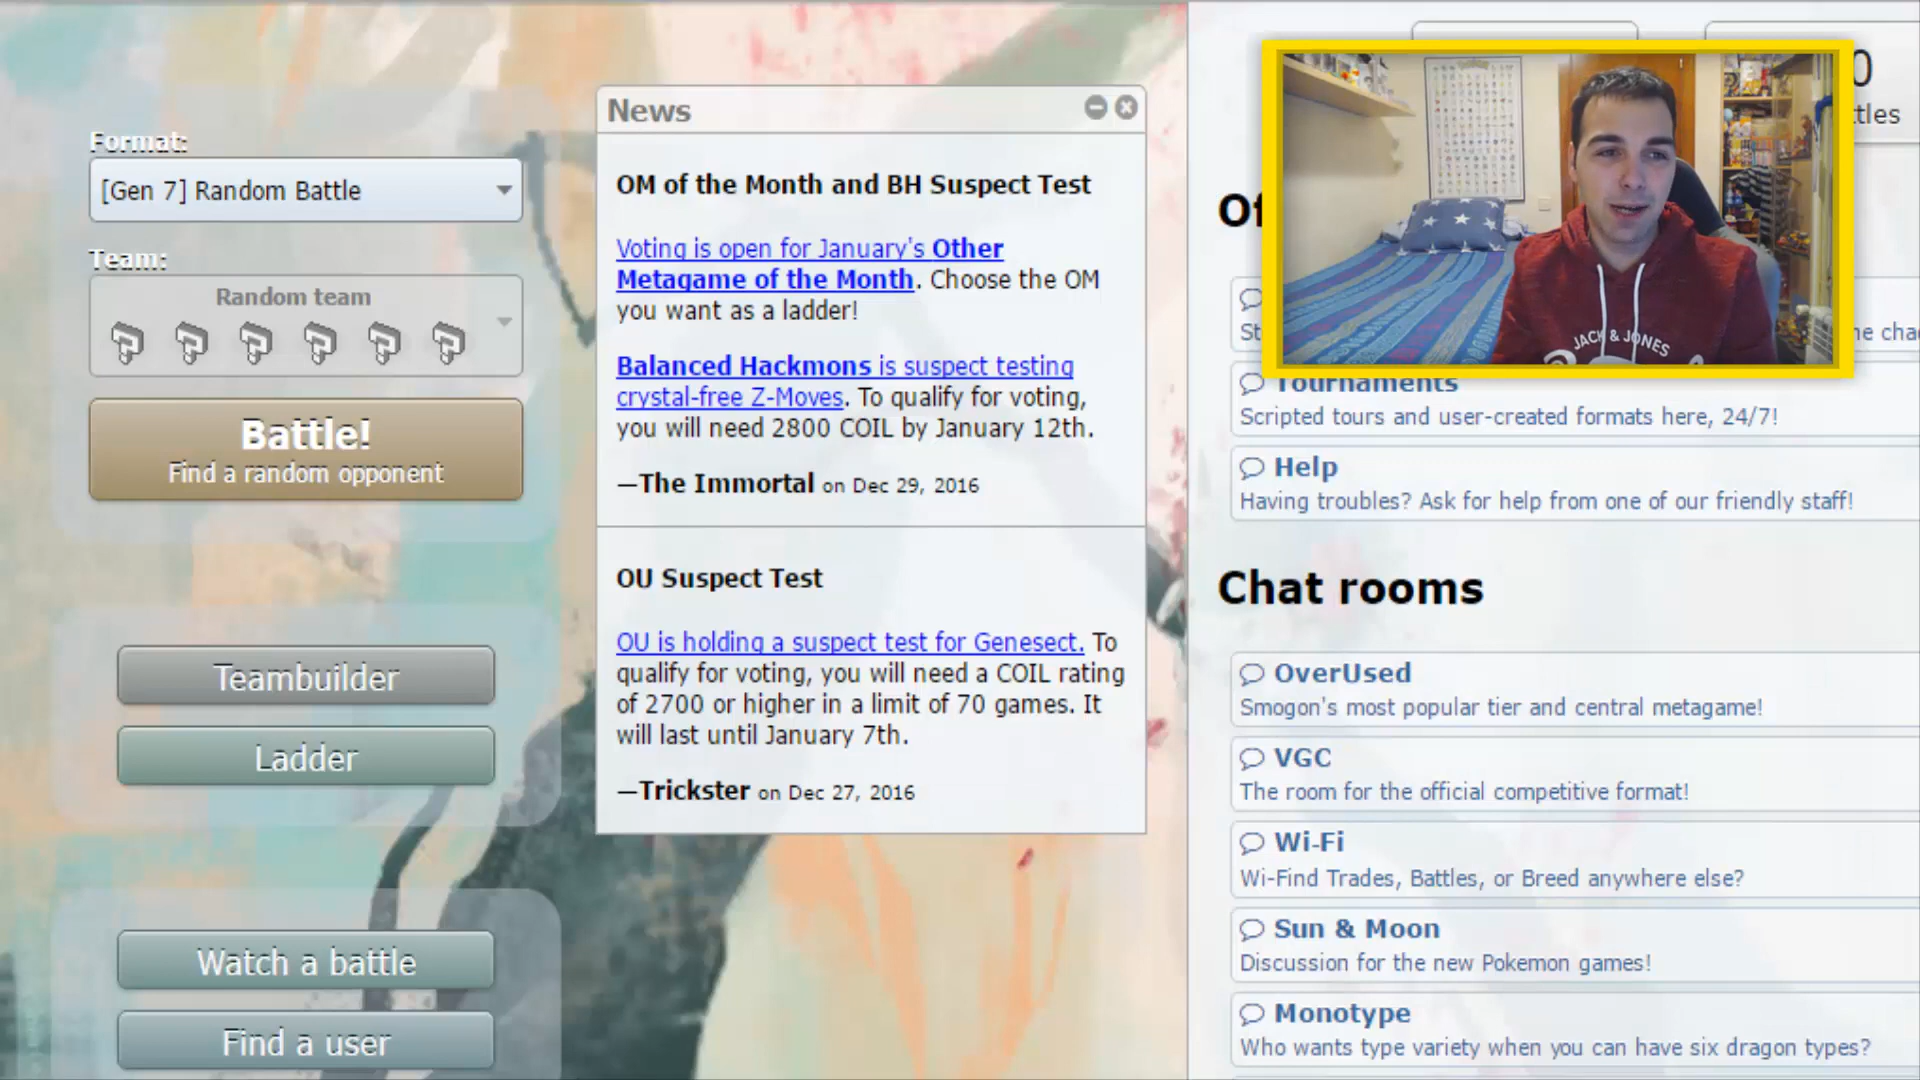 Format:
[Gen 7] Random Battle
Team:
Random team
Battle!
Find a random opponent
Teambuilder
Ladder
Watch a battle
Find a user
News
OM of the Month and BH Suspect Test
Voting is open for January's Other
Metagame of the Month. Choose the OM
you want as a ladder!
Balanced Hackmons is suspect testing
crystal-free Z-Moves. To qualify for voting,
you will need 2800 COIL by January 12th.
—The Immortal on Dec 29, 2016
OU Suspect Test
OU is holding a suspect test for Genesect. To
qualify for voting, you will need a COIL rating
of 2700 or higher in a limit of 70 games. It
will last until January 7th.
—Trickster on Dec 27, 2016
JACK & JONES
Tournaments
Scripted tours and user-created formats here, 24/7!
Help
Having troubles? Ask for help from one of our friendly staff!
Chat rooms
OverUsed
Smogon's most popular tier and central metagame!
VGC
The room for the official competitive format!
Wi-Fi
Wi-Find Trades, Battles, or Breed anywhere else?
Sun & Moon
Discussion for the new Pokemon games!
Monotype
Who wants type variety when you can have six dragon types?